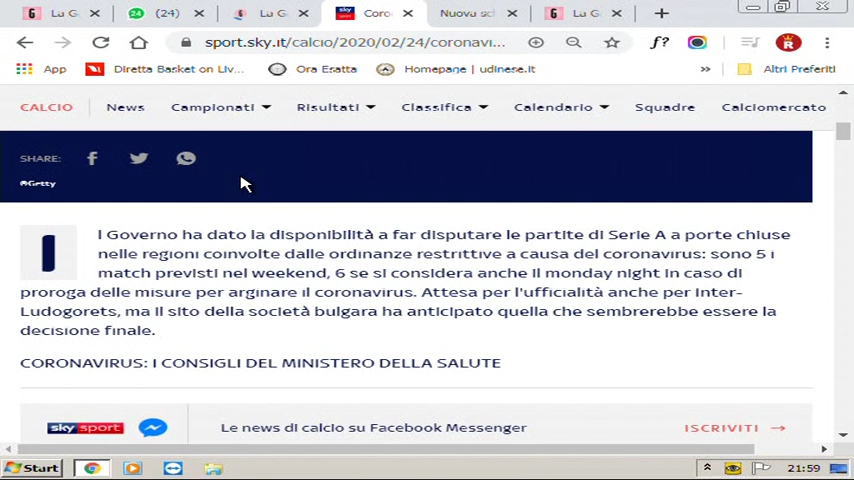 La G
(24)
La G
Coro
Nuova sch
La G
sport.sky.it/calcio/2020/02/24/coronavi...
f?
R
App
Diretta Basket on Liv...
Ora Esatta
Homepage | udinese.it
»
Altri Preferiti
CALCIO
News
Campionati
Risultati
Classifica
Calendario
Squadre
Calciomercato
SHARE:
©Getty
Il Governo ha dato la disponibilità a far disputare le partite di Serie A a porte chiuse
nelle regioni coinvolte dalle ordinanze restrittive a causa del coronavirus: sono 5 i
match previsti nel weekend, 6 se si considera anche il monday night in caso di
proroga delle misure per arginare il coronavirus. Attesa per l'ufficialità anche per Inter-
Ludogorets, ma il sito della società bulgara ha anticipato quella che sembrerebbe essere la
decisione finale.
CORONAVIRUS: I CONSIGLI DEL MINISTERO DELLA SALUTE
sky sport
Le news di calcio su Facebook Messenger
ISCRIVITI →
Start
21:59